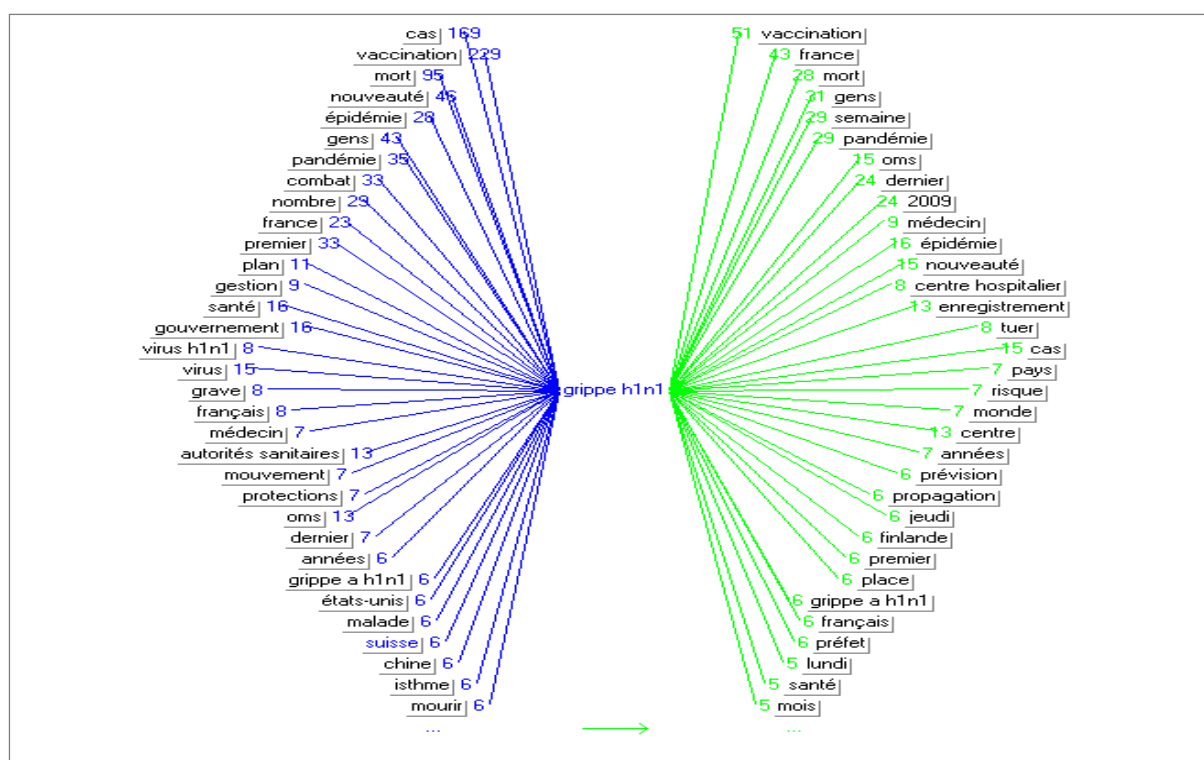 cas 169 51 vaccination
vaccination 229 43 france
mort 95 28 mort
nouveauté 46 31 gens
épidémie 28 29 semaine
gens 43 29 pandémie
pandémie 35 15 oms
combat 33 24 dernier
nombre 29 24 2009
france 23 9 médecin
premier 33 16 épidémie
plan 11 15 nouveauté
gestion 9 8 centre hospitalier
santé 16 13 enregistrement
gouvernement 16 8 tuer
virus h1n1 8 15 cas
virus 15 7 pays
grave 8 grippe h1n1 7 risque
français 8 7 monde
médecin 7 13 centre
autorités sanitaires 13 7 années
mouvement 7 6 prévision
protections 7 6 propagation
oms 13 6 jeudi
dernier 7 6 finlande
années 6 6 premier
grippe a h1n1 6 6 place
états-unis 6 6 grippe a h1n1
malade 6 6 français
suisse 6 6 préfet
chine 6 5 lundi
isthme 6 5 santé
mourir 6 5 mois
... ...